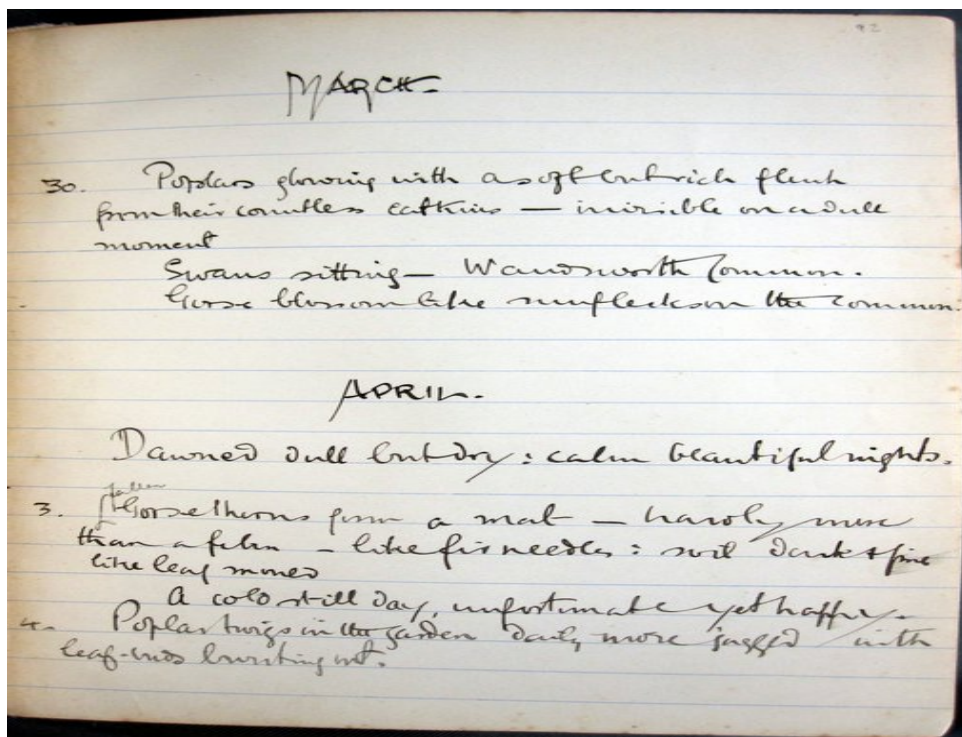 92
MARCH.
30. Poplars glowing with a soft but rich flush
from their countless catkins — invisible on a dull
moment
Swans sitting — Wandsworth Common.
Gorse blossom like sunflecks on the common.
APRIL.
Dawned dull but dry: calm beautiful nights.
fallen
3. Gorse thorns form a mat — hardly more
than a film — like fir needles: soil dark & fine
like leaf mould
A cold still day, unfortunate yet happy.
4. Poplar twigs in the garden daily more jagged with
leaf-buds bursting out.